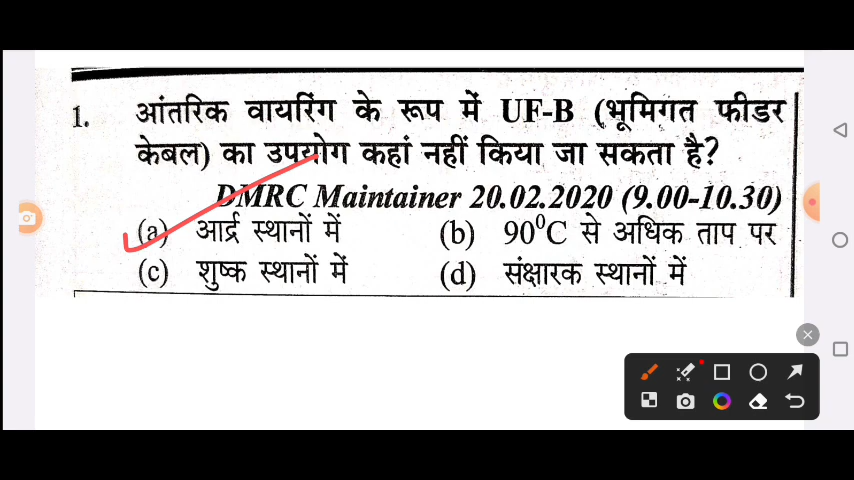 1. आंतरिक वायरिंग के रूप में UF-B (भूमिगत फीडर
केबल) का उपयोग कहां नहीं किया जा सकता है?
DMRC Maintainer 20.02.2020 (9.00-10.30)
(a) आर्द्र स्थानों में (b) 90⁰C से अधिक ताप पर
(c) शुष्क स्थानों में (d) संक्षारक स्थानों में